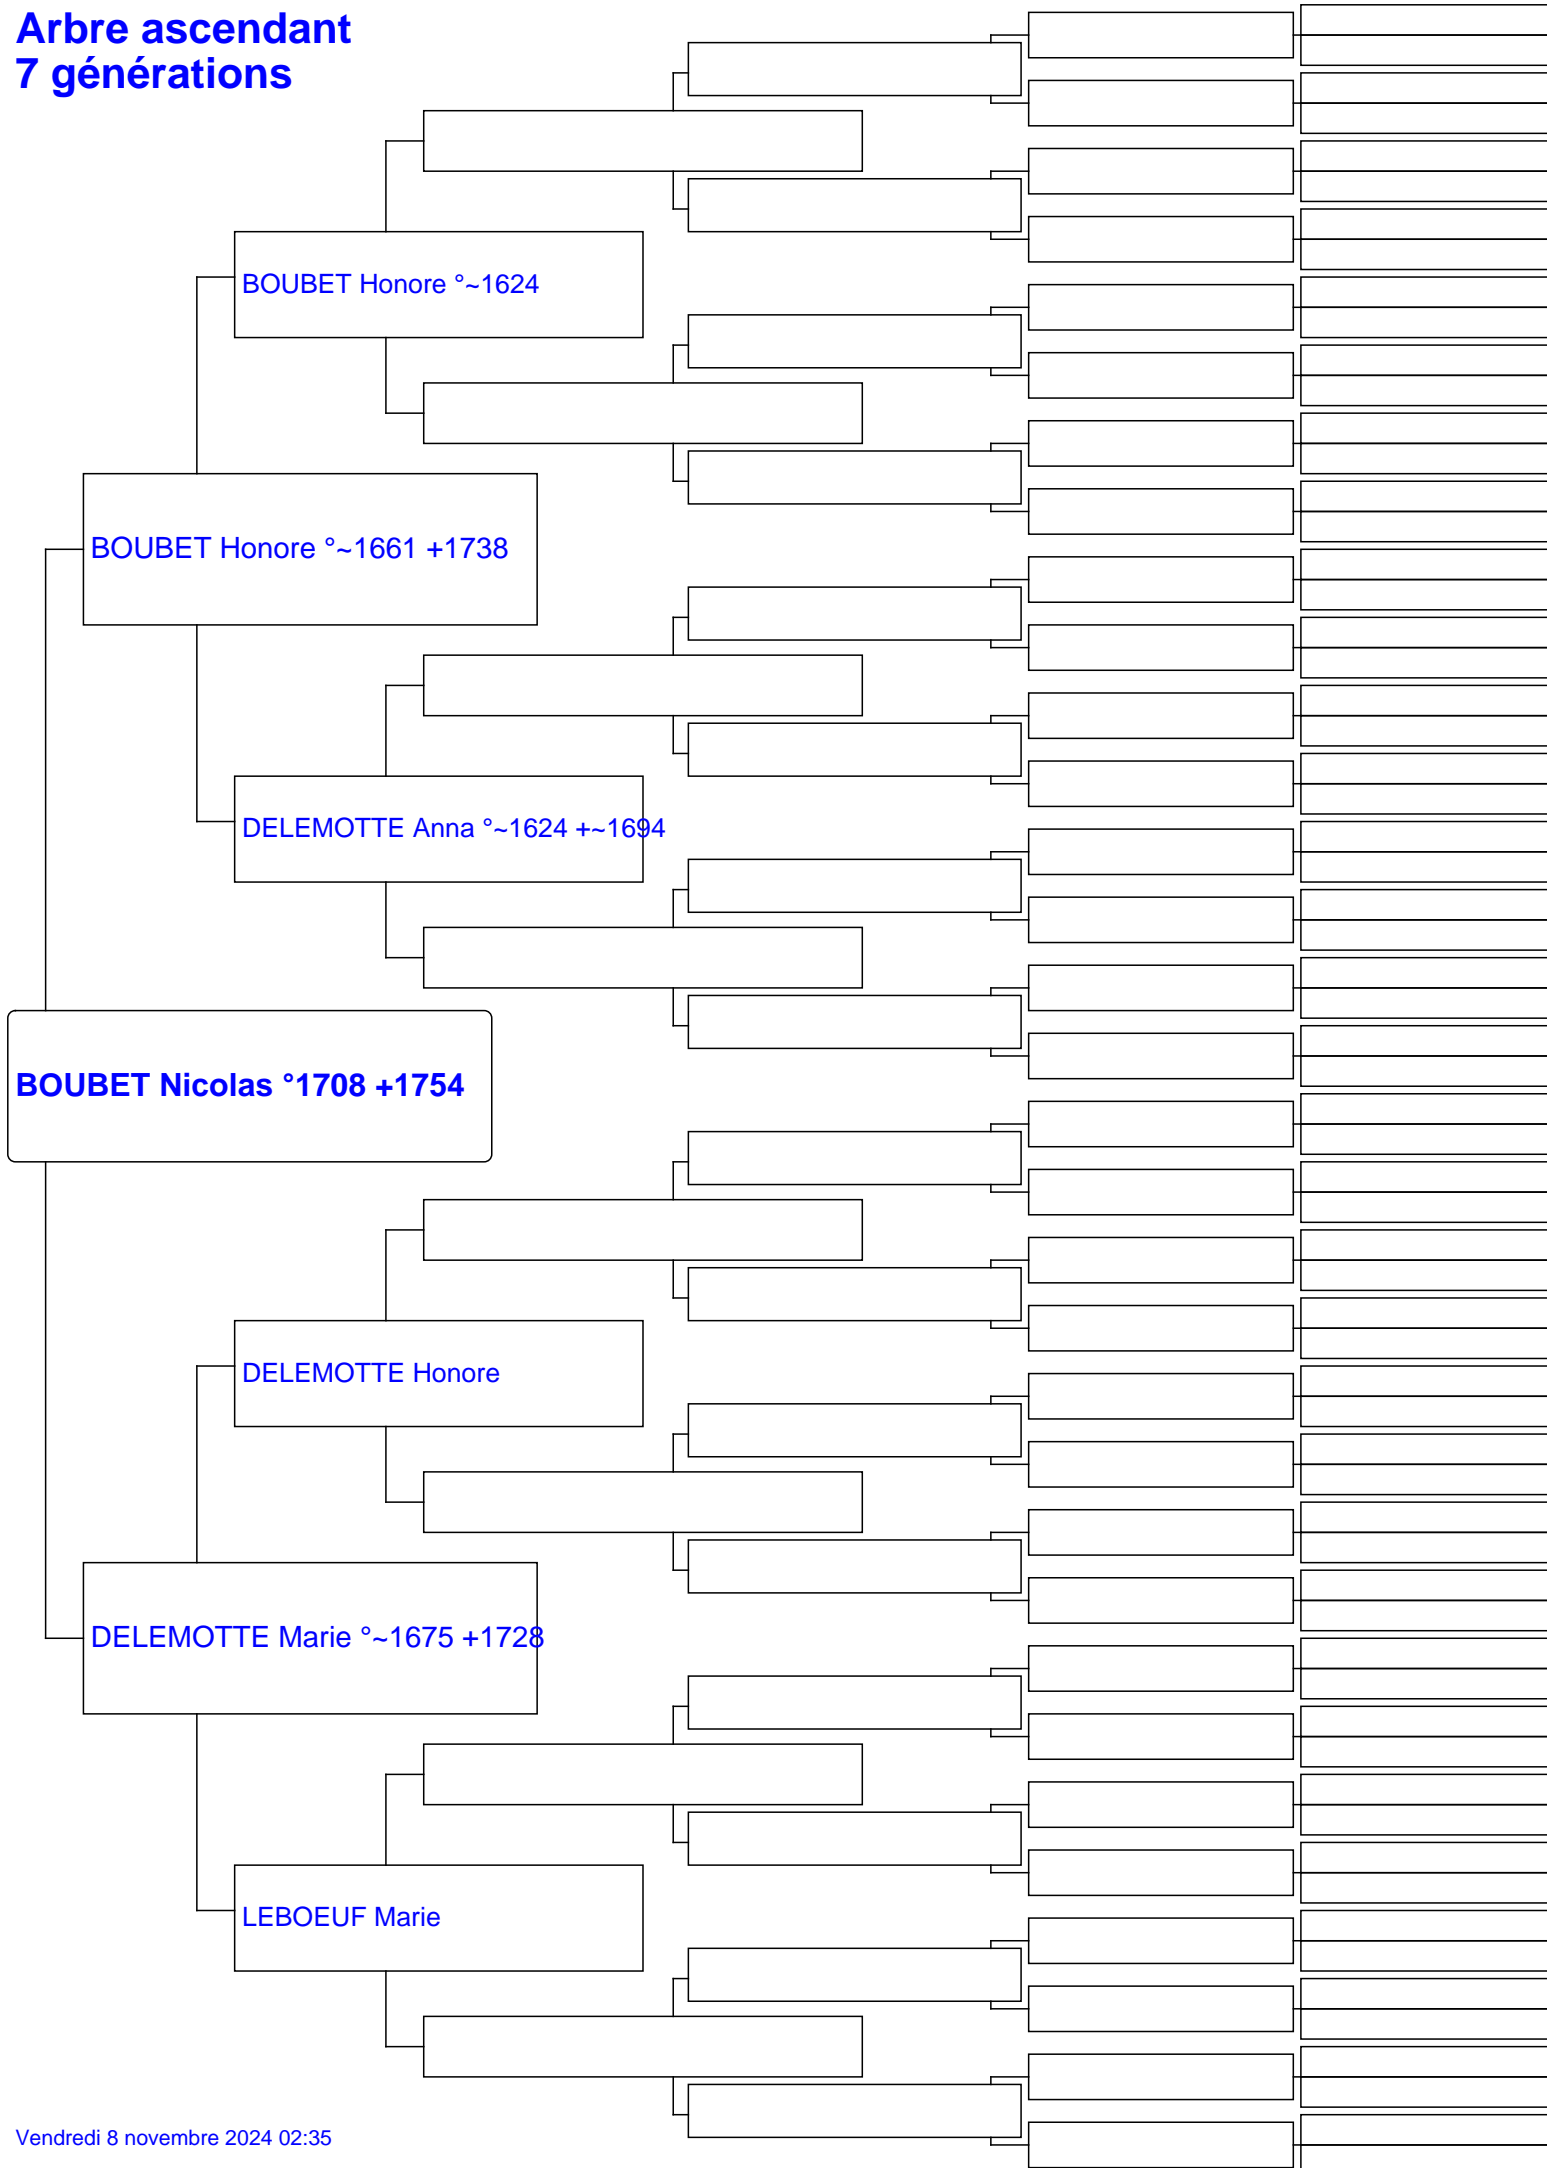 Arbre ascendant
7 générations
BOUBET Honore °~1624
BOUBET Honore °~1661 +1738
DELEMOTTE Anna °~1624 +~1694
BOUBET Nicolas °1708 +1754
DELEMOTTE Honore
DELEMOTTE Marie °~1675 +1728
LEBOEUF Marie
Vendredi 8 novembre 2024 02:35